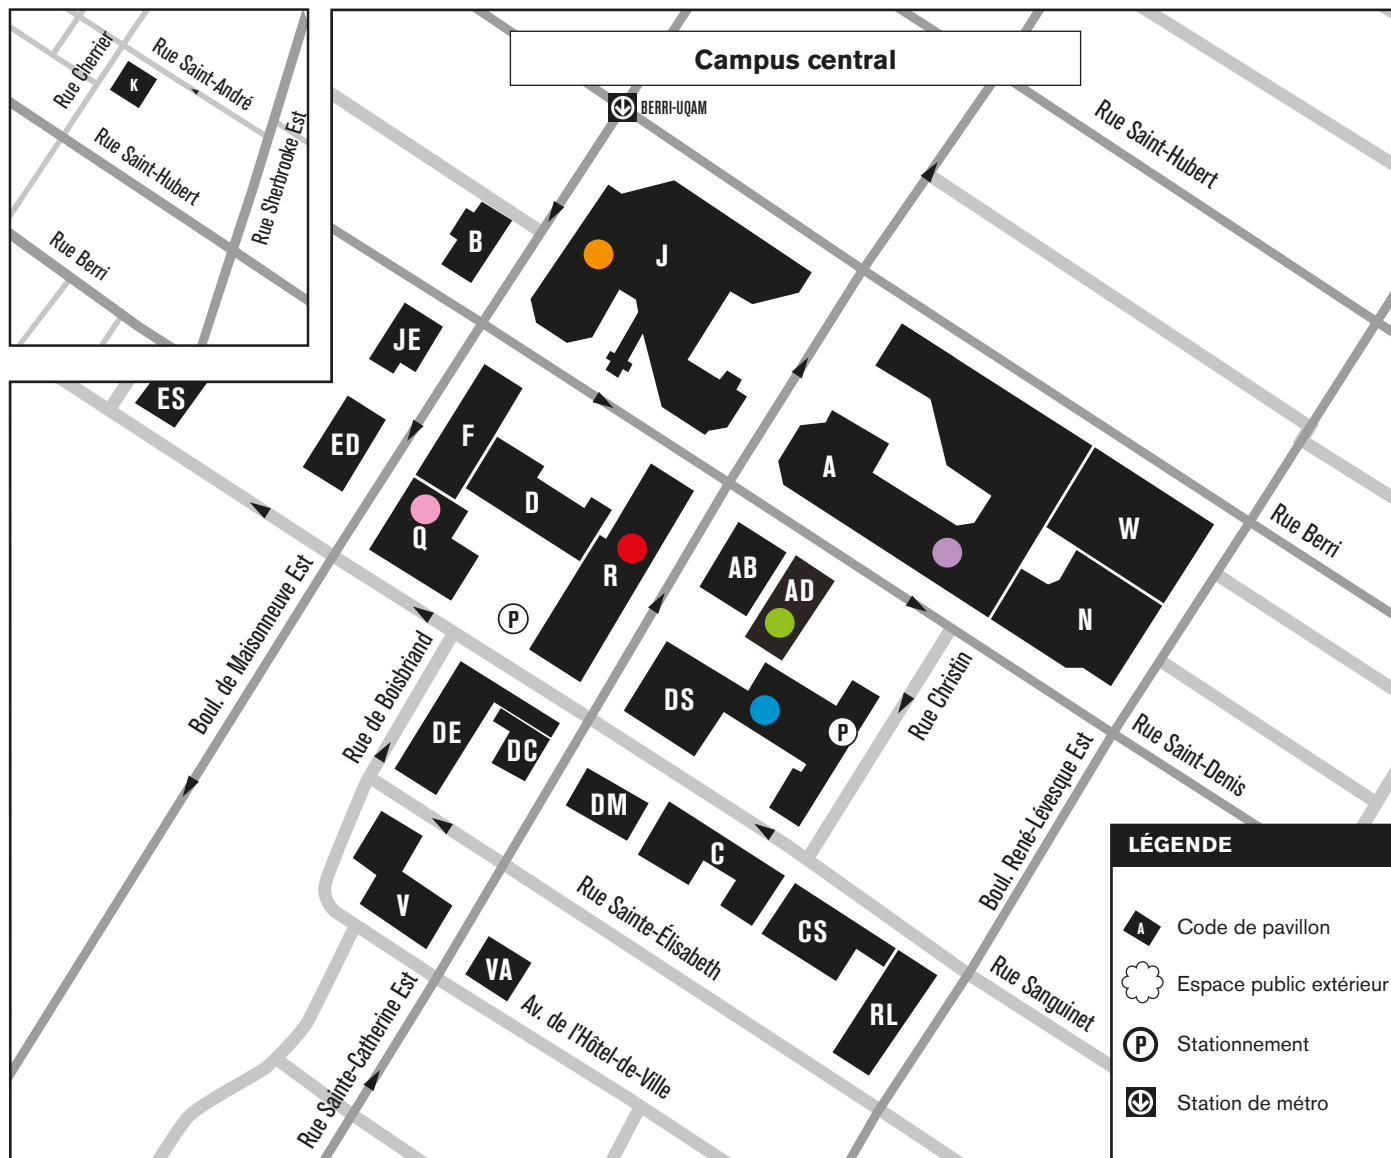 Campus central
Rue Cherrier
Rue Saint-André
K
Rue Saint-Hubert
Rue Sherbrooke Est
Rue Berri
BERRI-UQAM
Rue Saint-Hubert
B
J
JE
ES
ED
F
D
Q
R
P
A
W
N
AB
AD
Rue Berri
Boul. de Maisonneuve Est
Rue de Boisbriand
DE
DC
DS
P
Rue Christin
Rue Saint-Denis
Boul. René-Lévesque Est
DM
C
CS
RL
V
VA
Rue Sainte-Élisabeth
Rue Sanguinet
Av. de l'Hôtel-de-Ville
Rue Sainte-Catherine Est
LÉGENDE
A Code de pavillon
Espace public extérieur
P Stationnement
Station de métro